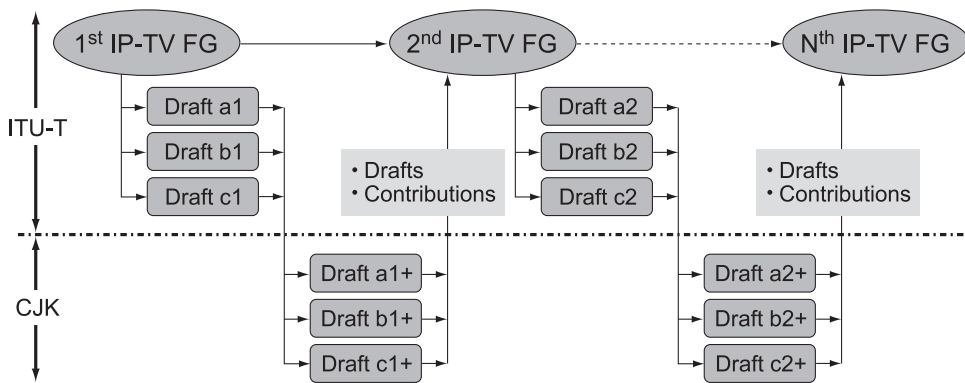 1st IP-TV FG
2nd IP-TV FG
Nth IP-TV FG
ITU-T
Draft a1
Draft b1
Draft c1
• Drafts
• Contributions
Draft a2
Draft b2
Draft c2
• Drafts
• Contributions
CJK
Draft a1+
Draft b1+
Draft c1+
Draft a2+
Draft b2+
Draft c2+